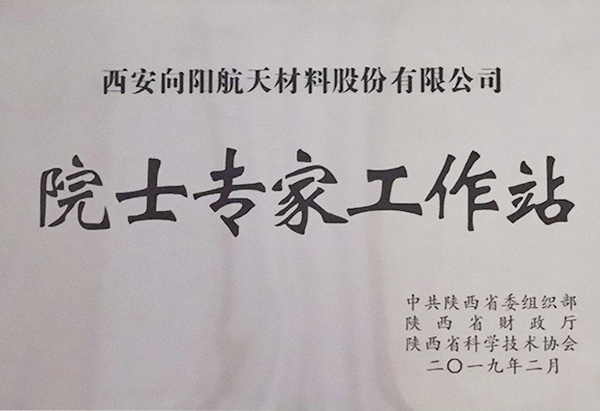 西安向阳航天材料股份有限公司
院士专家工作站
中共陕西省委组织部
陕西省财政厅
陕西省科学技术协会
二〇一九年二月